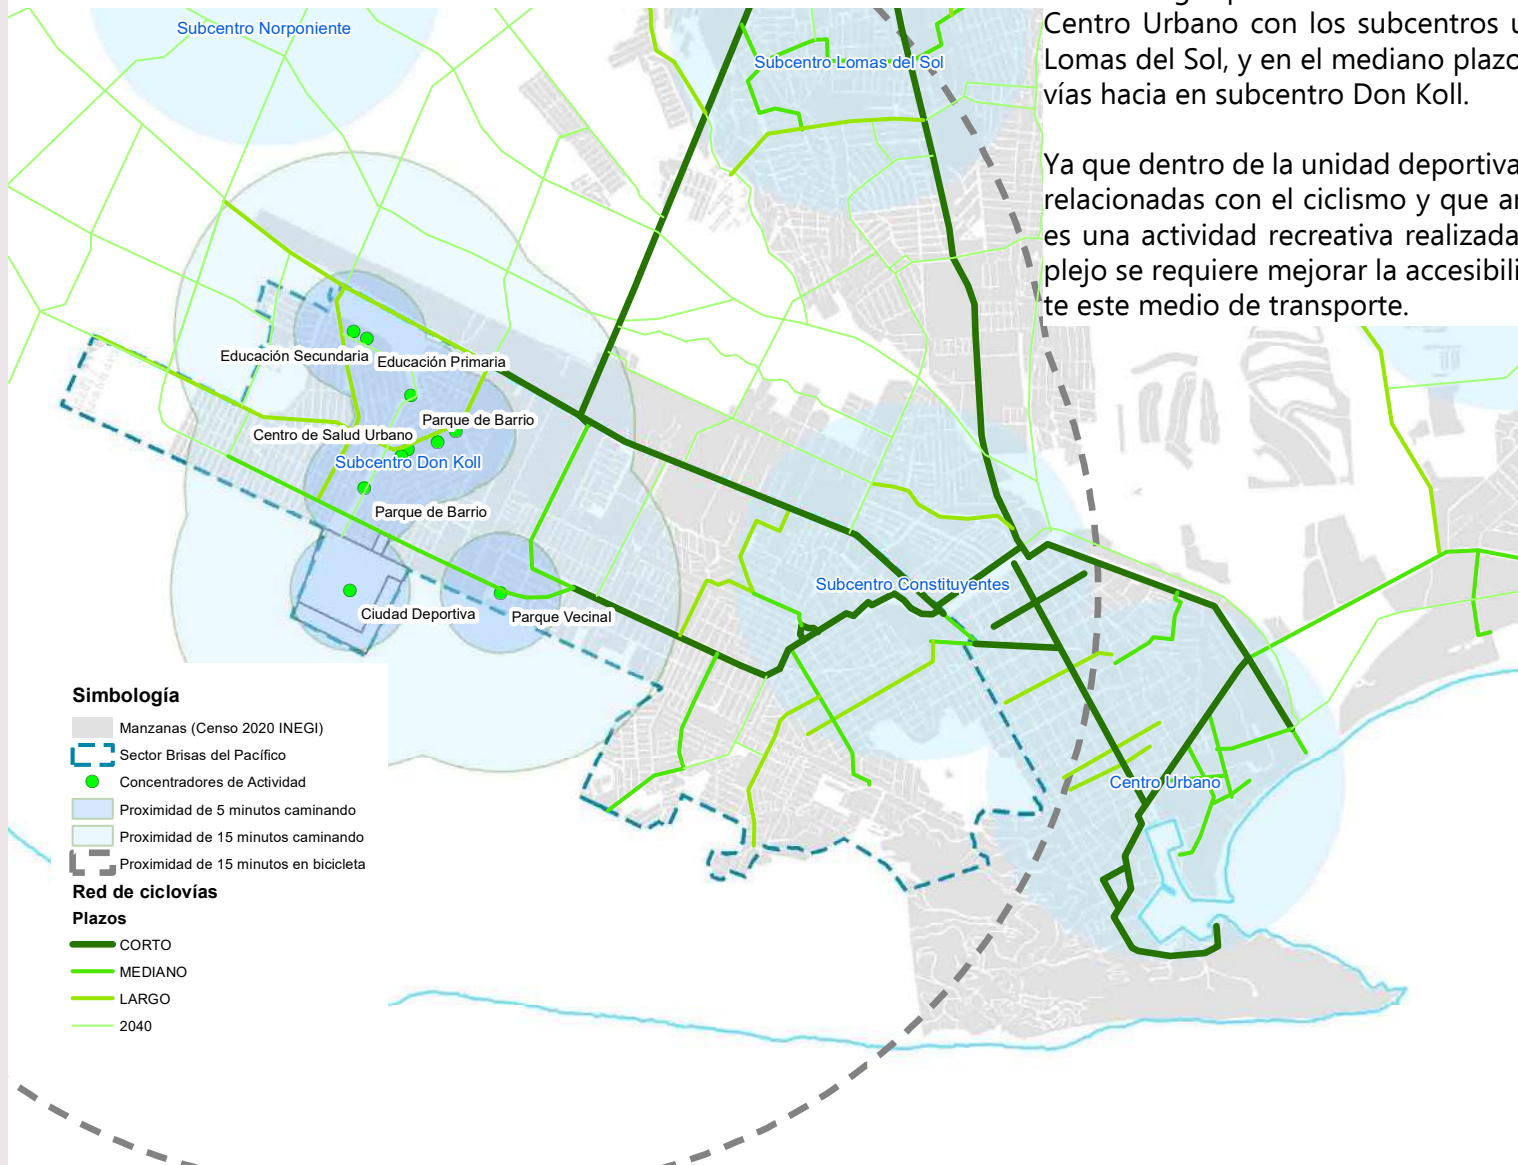 Centro Urbano con los subcentros u
Lomas del Sol, y en el mediano plazo
vías hacia en subcentro Don Koll.
Ya que dentro de la unidad deportiva
relacionadas con el ciclismo y que a
es una actividad recreativa realizada
plejo se requiere mejorar la accesibili
te este medio de transporte.
Subcentro Norponiente
Subcentro Lomas del Sol
Educación Secundaria
Educación Primaria
Parque de Barrio
Centro de Salud Urbano
Subcentro Don Koll
Parque de Barrio
Subcentro Constituyentes
Ciudad Deportiva
Parque Vecinal
Centro Urbano
Simbología
Manzanas (Censo 2020 INEGI)
Sector Brisas del Pacífico
Concentradores de Actividad
Proximidad de 5 minutos caminando
Proximidad de 15 minutos caminando
Proximidad de 15 minutos en bicicleta
Red de ciclovías
Plazos
CORTO
MEDIANO
LARGO
2040